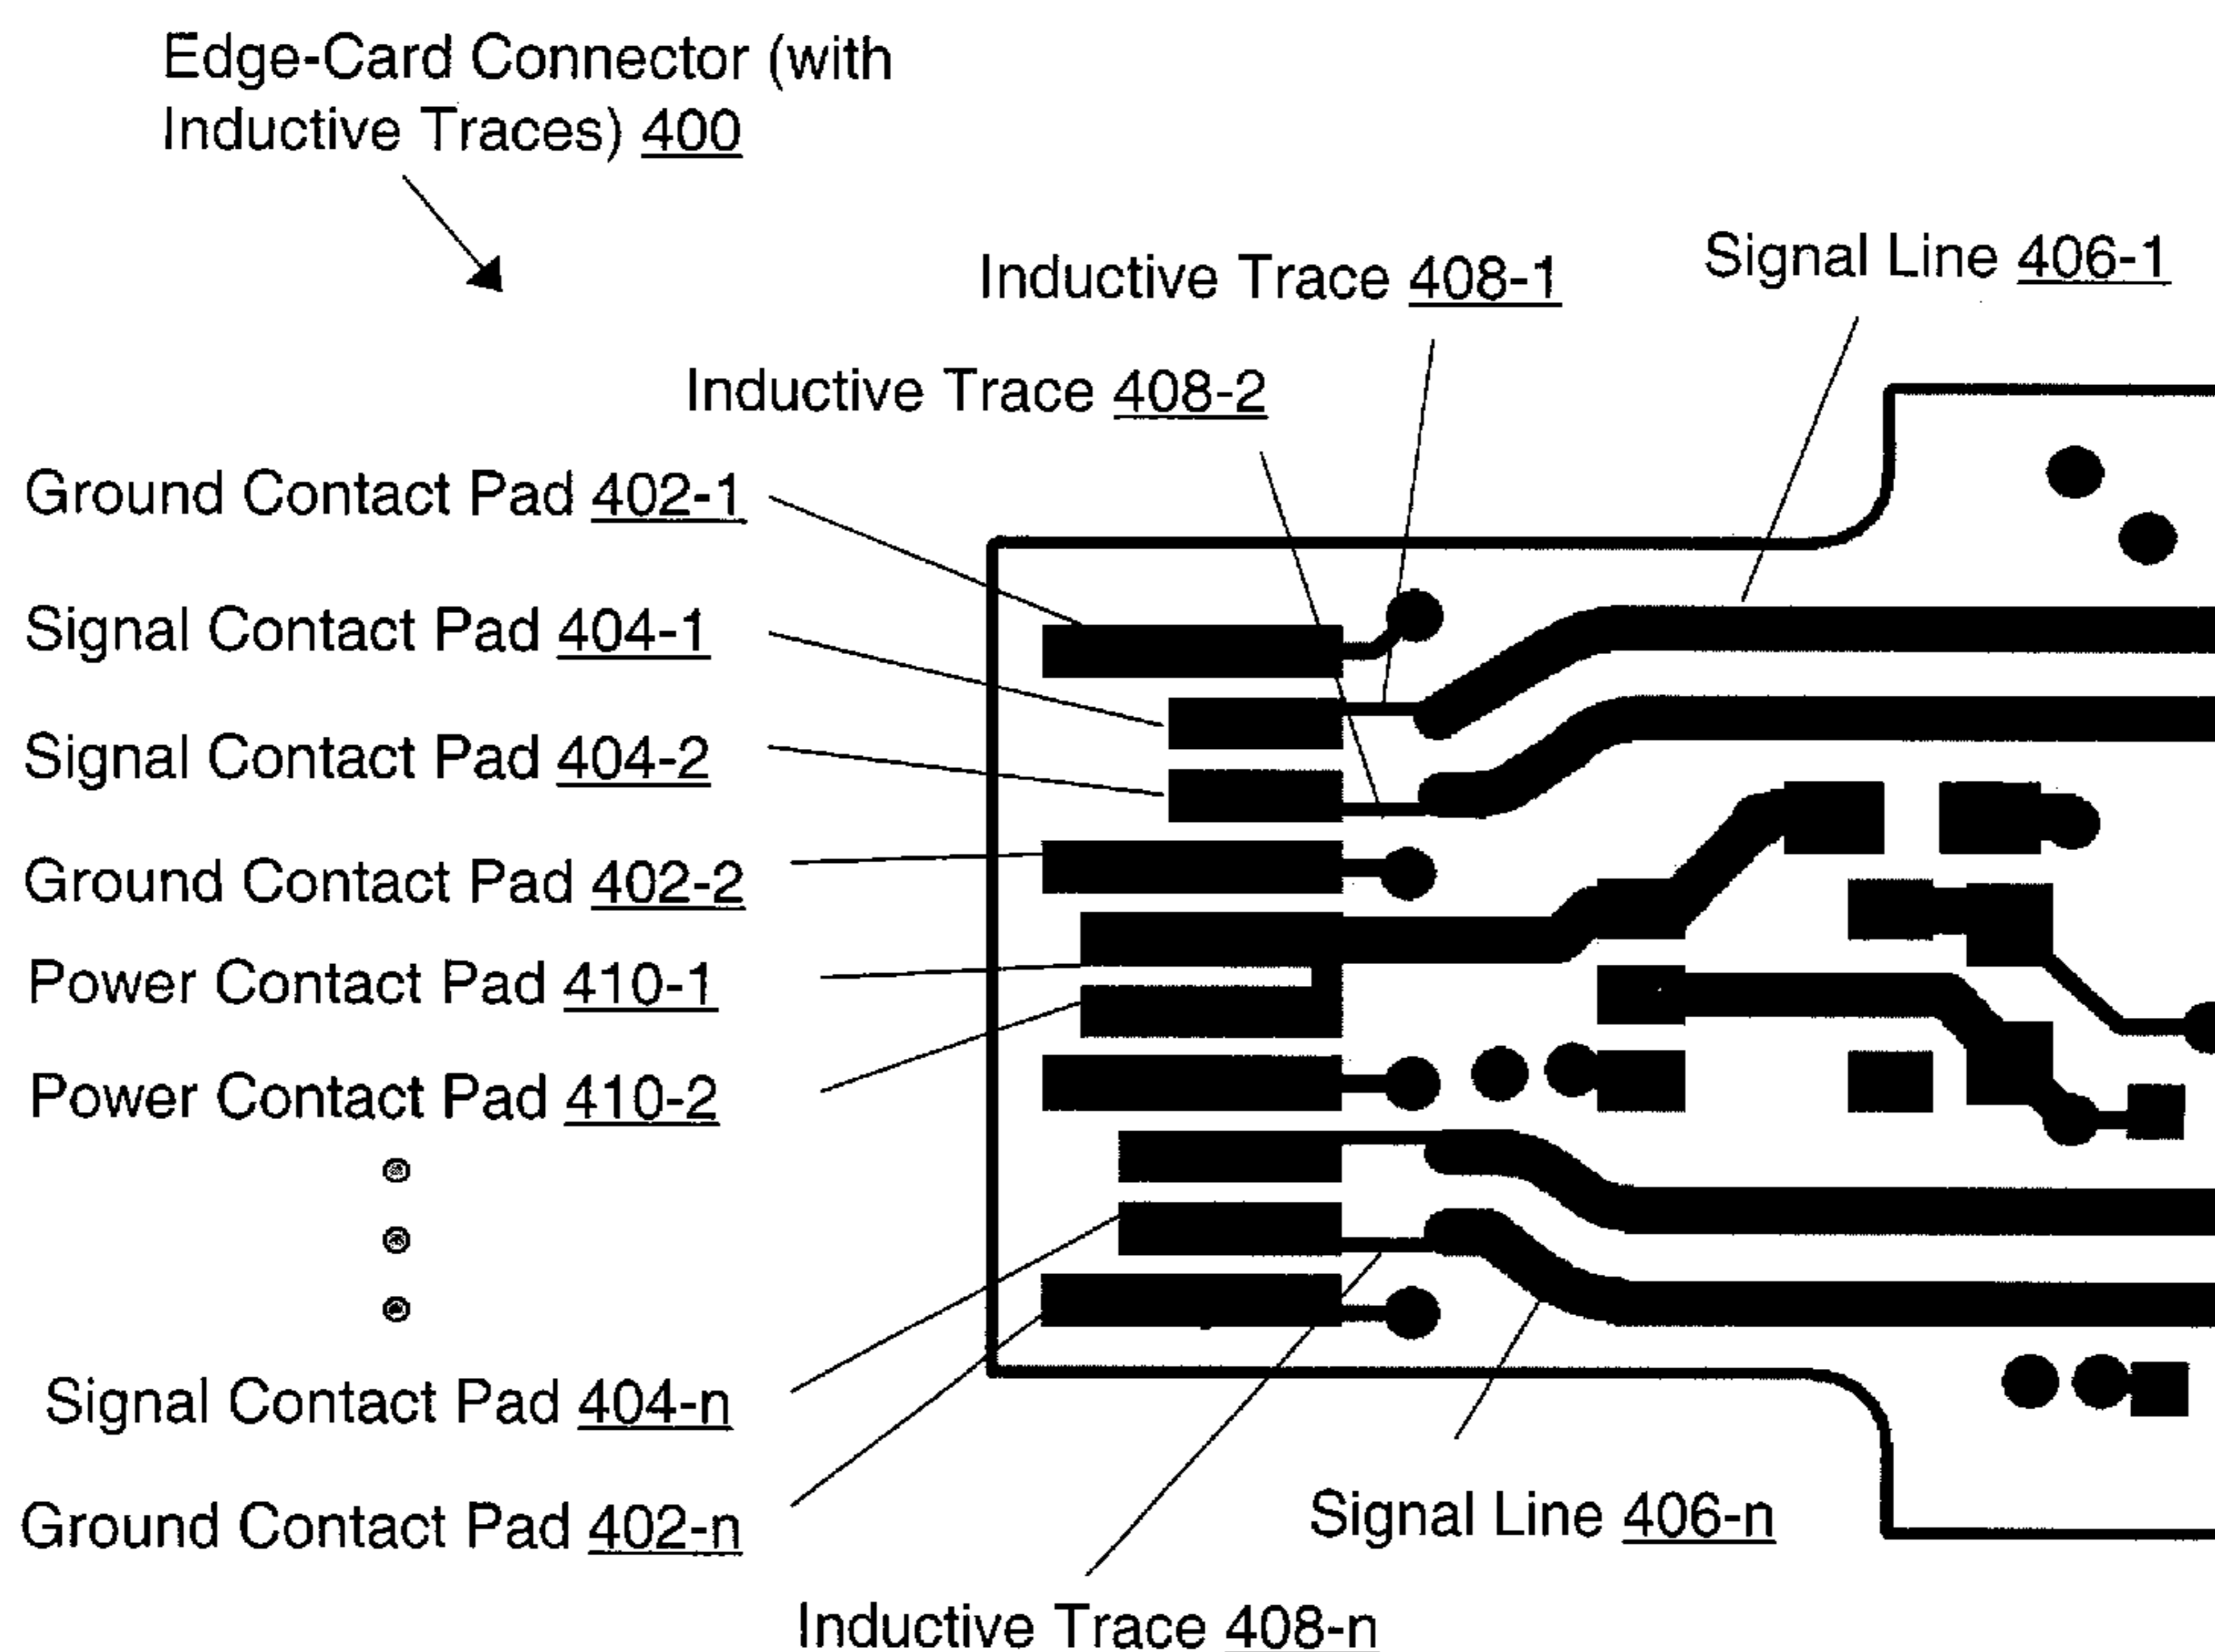 Edge-Card Connector (with
Inductive Traces) 400
Signal Line 406-1
Inductive Trace 408-1
Inductive Trace 408-2
Ground Contact Pad 402-1
Signal Contact Pad 404-1
Signal Contact Pad 404-2
Ground Contact Pad 402-2
Power Contact Pad 410-1
Power Contact Pad 410-2
Signal Contact Pad 404-n
Ground Contact Pad 402-n
Signal Line 406-n
Inductive Trace 408-n